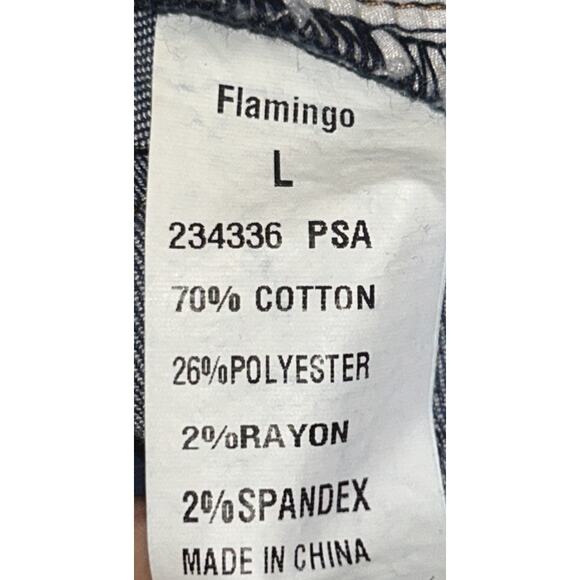 Flamingo
L
234336 PSA
70% COTTON
26%POLYESTER
2%RAYON
2%SPANDEX
MADE IN CHINA